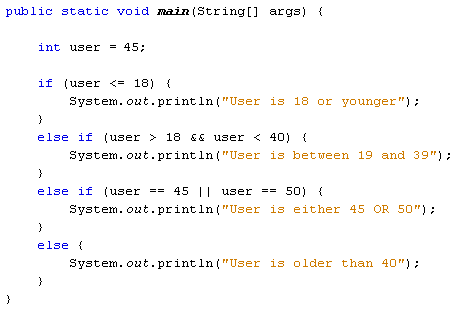 public static void main(String[] args) {
int user = 45;
if (user <= 18) {
System.out.println("User is 18 or younger");
}
else if (user > 18 && user < 40) {
System.out.println("User is between 19 and 39");
}
else if (user == 45 || user == 50) {
System.out.println("User is either 45 OR 50");
}
else {
System.out.println("User is older than 40");
}
}